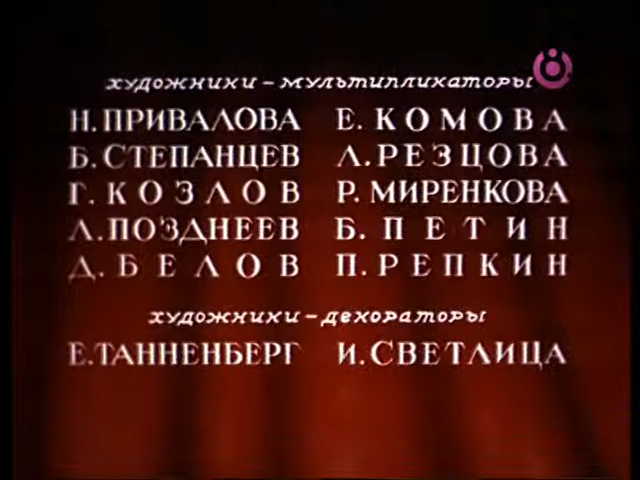 художники – мультипликаторы
Н. ПРИВАЛОВА Е. КОМОВА
Б. СТЕПАНЦЕВ Л. РЕЗЦОВА
Г. КОЗЛОВ Р. МИРЕНКОВА
Л. ПОЗДНЕЕВ Б. ПЕТИН
Д. БЕЛОВ П. РЕПКИН
художники – декораторы
Е. ТАННЕНБЕРГ И. СВЕТЛИЦА